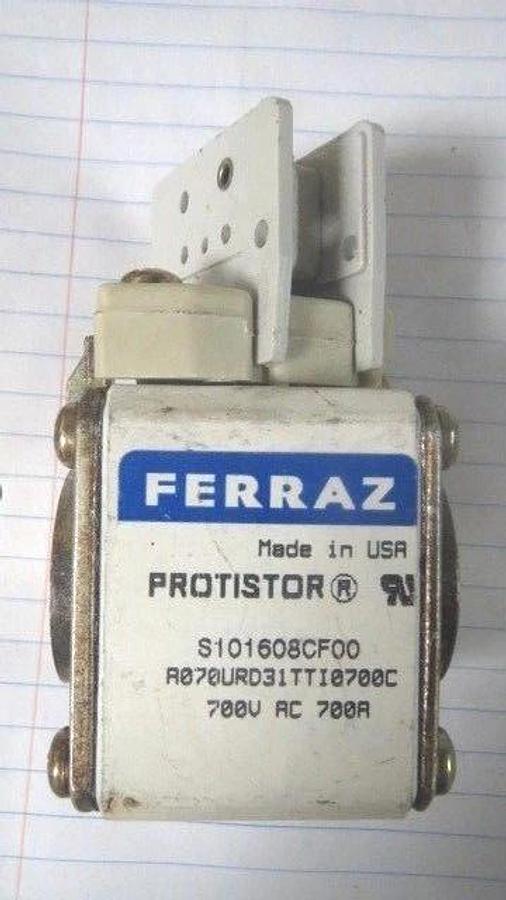 FERRAZ
Made in USA
PROTISTOR®
S101608CF00
A070URD31TTI0700C
700V AC 700A